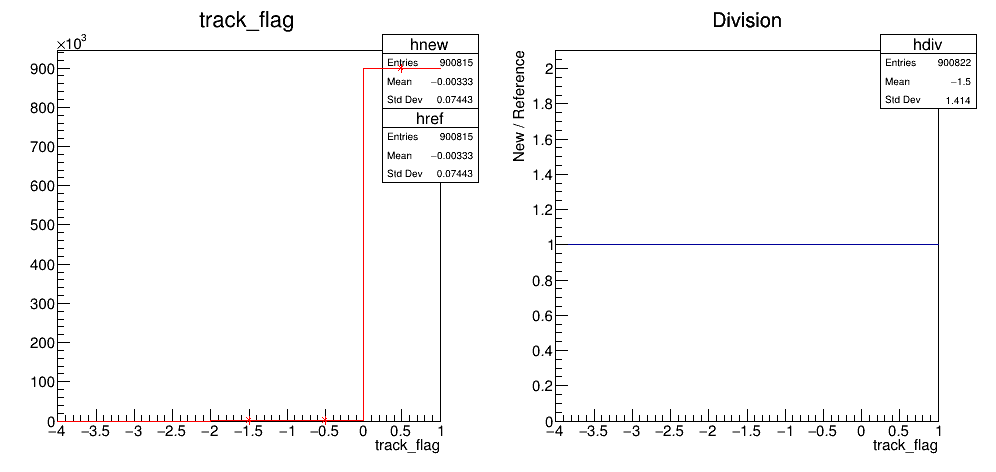 track_flag
×10³
hnew
Entries 900815
Mean −0.00333
Std Dev 0.07443
href
Entries 900815
Mean −0.00333
Std Dev 0.07443
900
800
700
600
500
400
300
200
100
0
−4 −3.5 −3 −2.5 −2 −1.5 −1 −0.5 0 0.5 1
track_flag
Division
hdiv
Entries 900822
Mean −1.5
Std Dev 1.414
New / Reference
2
1.8
1.6
1.4
1.2
1
0.8
0.6
0.4
0.2
0
−4 −3.5 −3 −2.5 −2 −1.5 −1 −0.5 0 0.5 1
track_flag